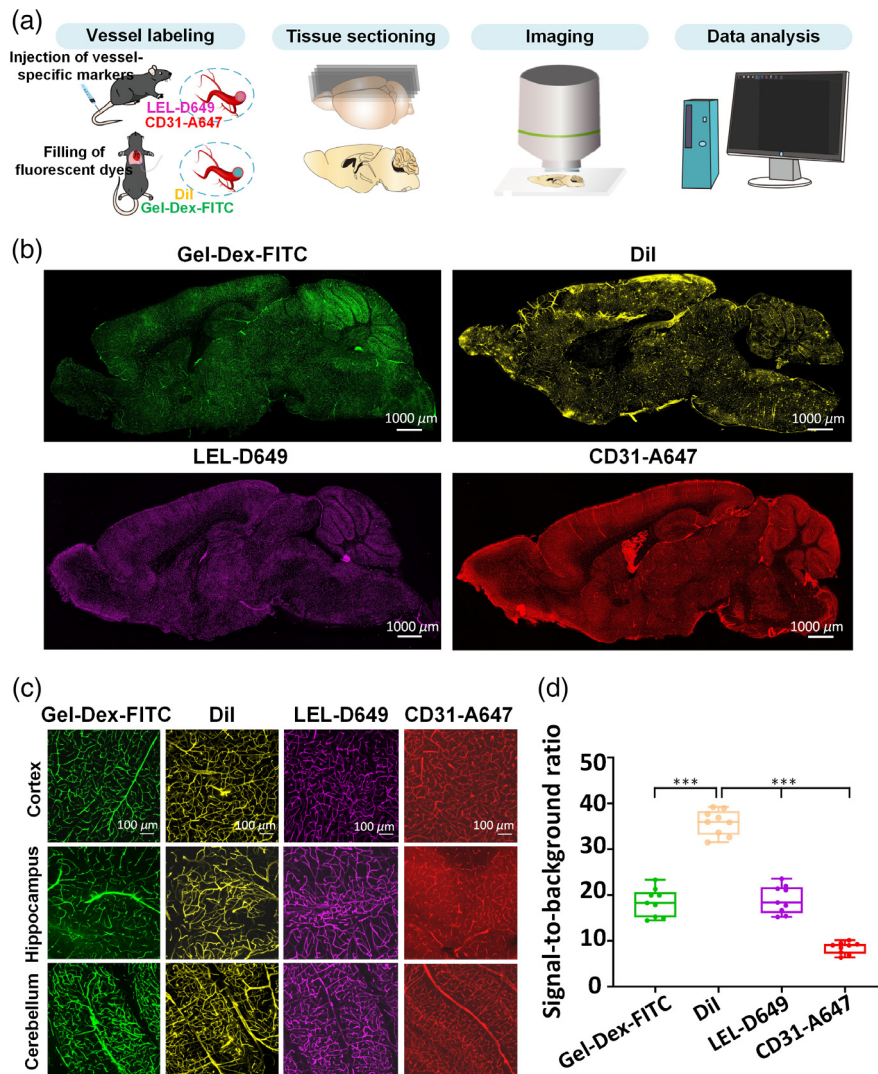 (a)
Vessel labeling
Tissue sectioning
Imaging
Data analysis
Injection of vessel-
specific markers
LEL-D649
CD31-A647
Filling of
fluorescent dyes
DiI
Gel-Dex-FITC
(b)
Gel-Dex-FITC
DiI
1000 μm
1000 μm
LEL-D649
CD31-A647
1000 μm
1000 μm
(c)
Gel-Dex-FITC
DiI
LEL-D649
CD31-A647
Cortex
100 μm
100 μm
100 μm
100 μm
Hippocampus
Cerebellum
(d)
Signal-to-background ratio
50
40
30
20
10
0
***
***
Gel-Dex-FITC
DiI
LEL-D649
CD31-A647